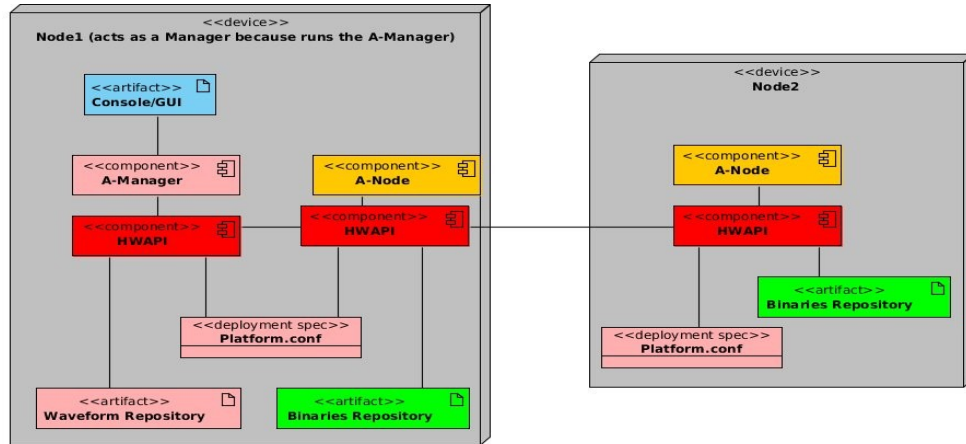 <<device>>
Node1 (acts as a Manager because runs the A-Manager)
<<artifact>>
Console/GUI
<<component>>
A-Manager
<<component>>
A-Node
<<component>>
HWAPI
<<component>>
HWAPI
<<deployment spec>>
Platform.conf
<<artifact>>
Waveform Repository
<<artifact>>
Binaries Repository
<<device>>
Node2
<<component>>
A-Node
<<component>>
HWAPI
<<artifact>>
Binaries Repository
<<deployment spec>>
Platform.conf